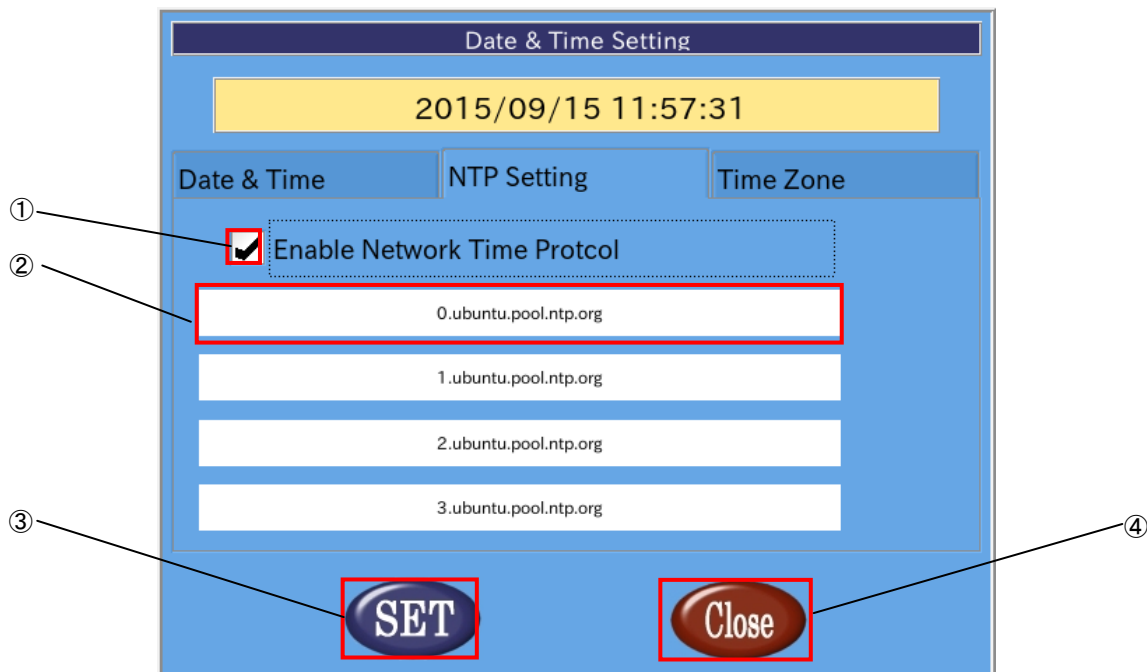 Date & Time Setting
2015/09/15 11:57:31
Date & Time NTP Setting Time Zone
①
Enable Network Time Protcol
②
0.ubuntu.pool.ntp.org
1.ubuntu.pool.ntp.org
2.ubuntu.pool.ntp.org
3.ubuntu.pool.ntp.org
③
④
SET Close